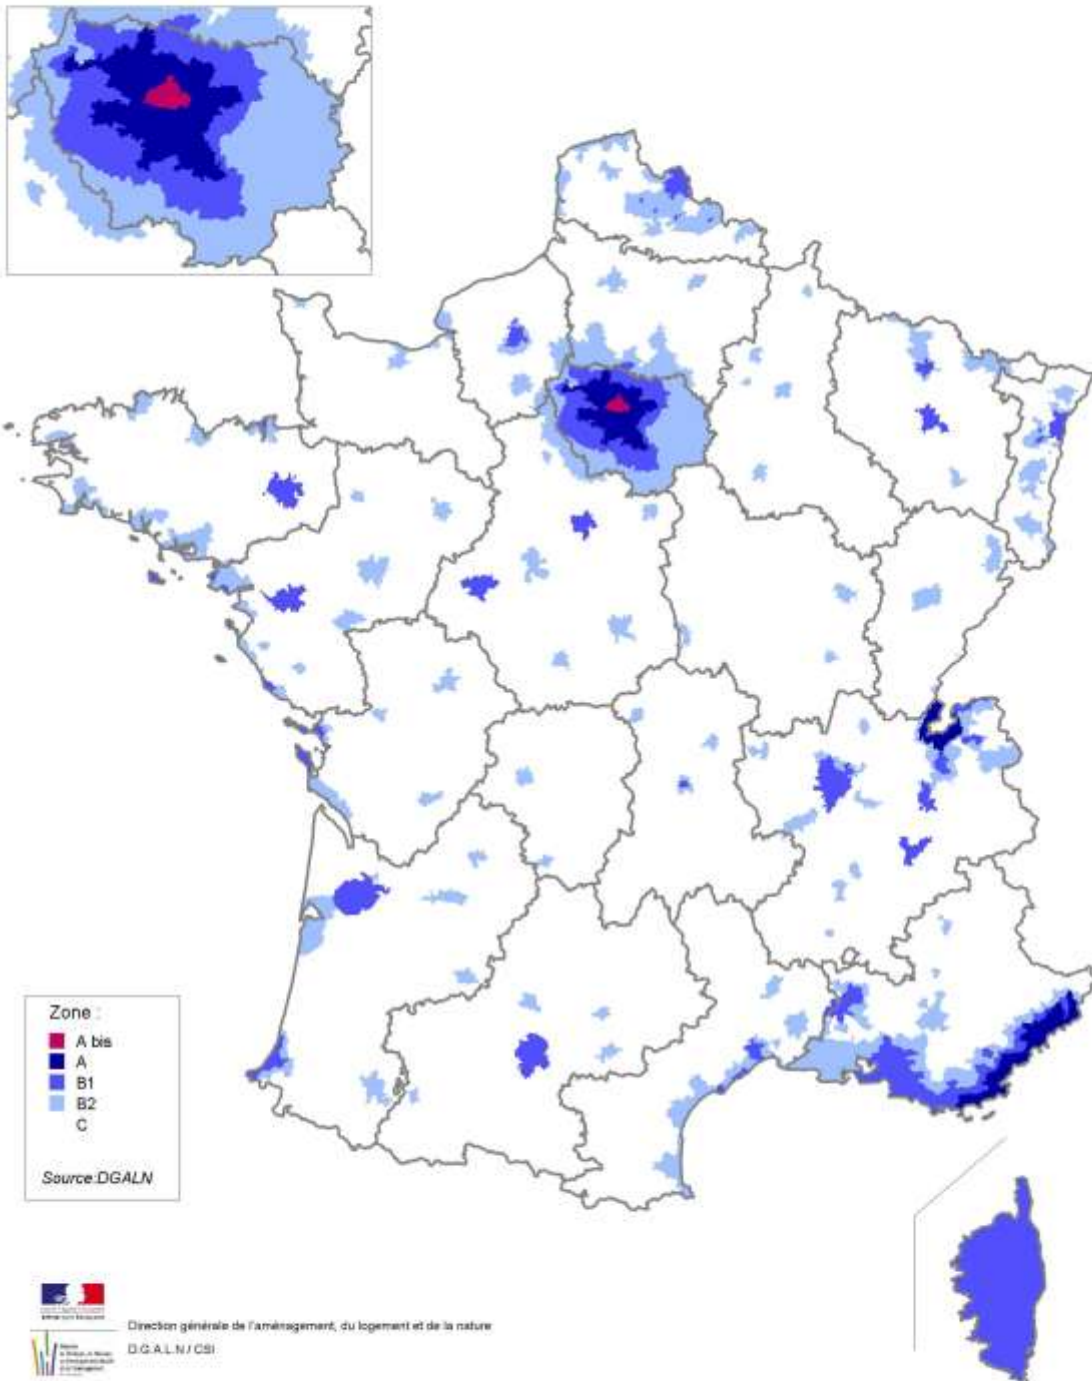 Zone :
A bis
A
B1
B2
C
Source:DGALN
Direction générale de l'aménagement, du logement et de la nature
D.G.A.L.N / CSI